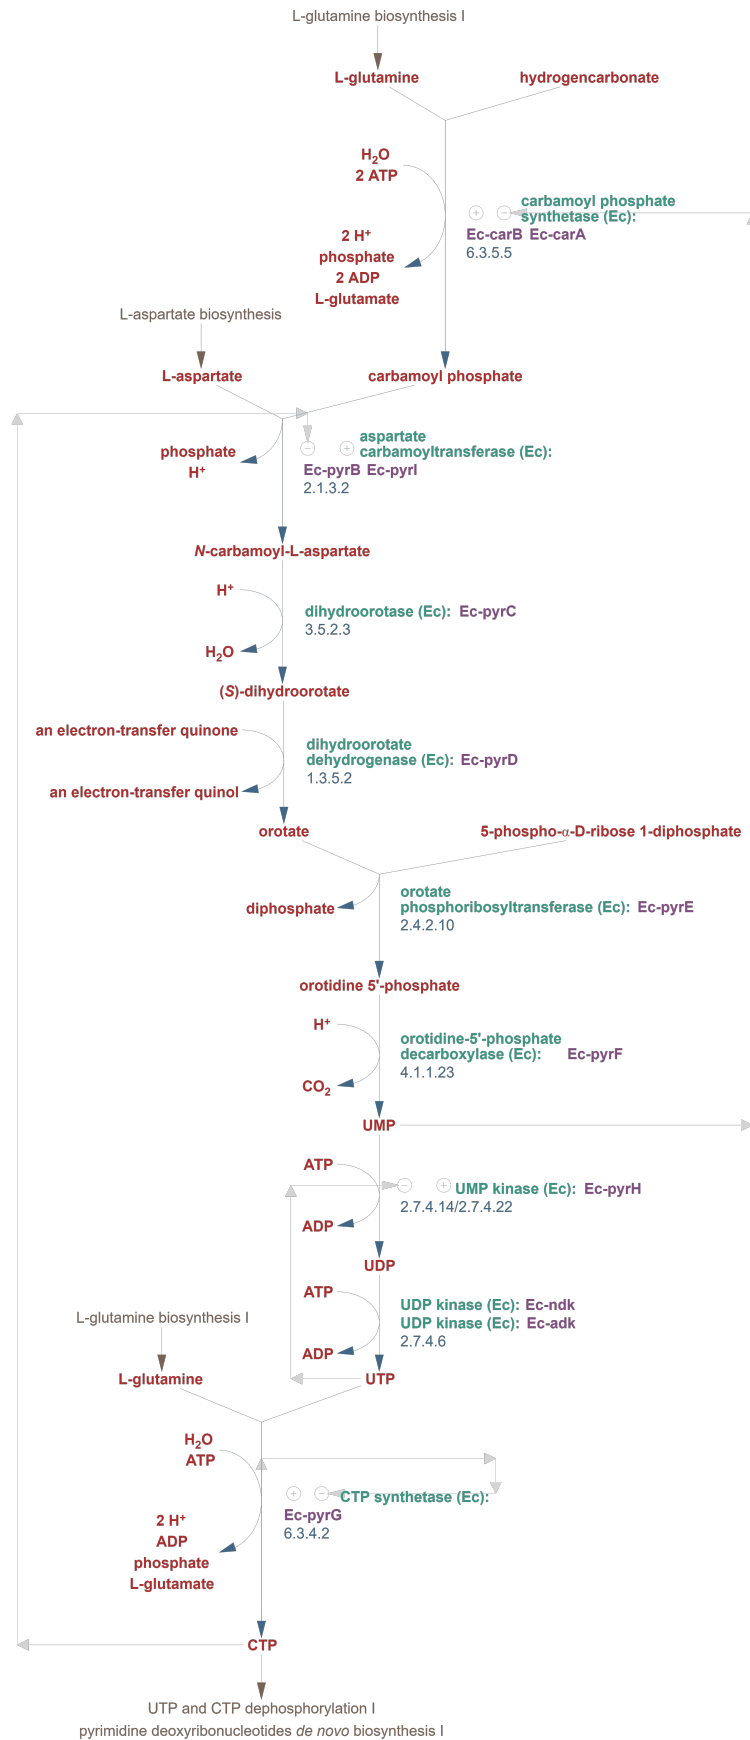 L-glutamine biosynthesis I
L-glutamine
hydrogencarbonate
H₂O
2 ATP
carbamoyl phosphate
synthetase (Ec):
+
−
Ec-carB Ec-carA
6.3.5.5
2 H⁺
phosphate
2 ADP
L-glutamate
L-aspartate biosynthesis
L-aspartate
carbamoyl phosphate
phosphate
H⁺
aspartate
carbamoyltransferase (Ec):
−
+
Ec-pyrB Ec-pyrI
2.1.3.2
N-carbamoyl-L-aspartate
H⁺
dihydroorotase (Ec): Ec-pyrC
3.5.2.3
H₂O
(S)-dihydroorotate
an electron-transfer quinone
dihydroorotate
dehydrogenase (Ec): Ec-pyrD
1.3.5.2
an electron-transfer quinol
orotate
5-phospho-α-D-ribose 1-diphosphate
orotate
phosphoribosyltransferase (Ec): Ec-pyrE
2.4.2.10
diphosphate
orotidine 5'-phosphate
H⁺
orotidine-5'-phosphate
decarboxylase (Ec): Ec-pyrF
4.1.1.23
CO₂
UMP
ATP
−
+
UMP kinase (Ec): Ec-pyrH
2.7.4.14/2.7.4.22
ADP
UDP
ATP
UDP kinase (Ec): Ec-ndk
UDP kinase (Ec): Ec-adk
2.7.4.6
ADP
L-glutamine biosynthesis I
L-glutamine
UTP
H₂O
ATP
+
−
CTP synthetase (Ec):
Ec-pyrG
6.3.4.2
2 H⁺
ADP
phosphate
L-glutamate
CTP
UTP and CTP dephosphorylation I
pyrimidine deoxyribonucleotides de novo biosynthesis I